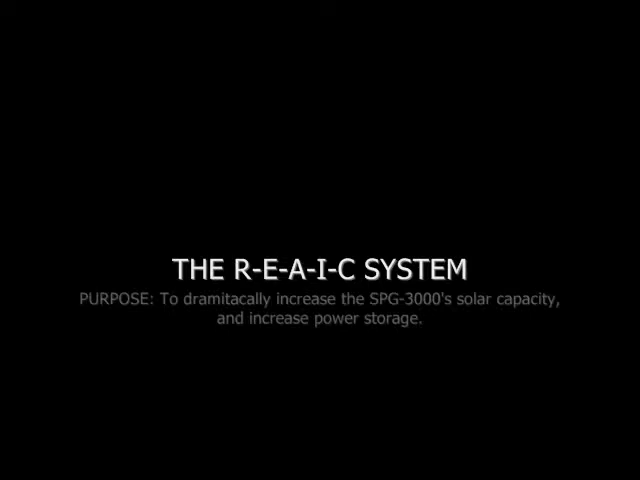 THE R-E-A-I-C SYSTEM
PURPOSE: To dramitacally increase the SPG-3000's solar capacity,
and increase power storage.